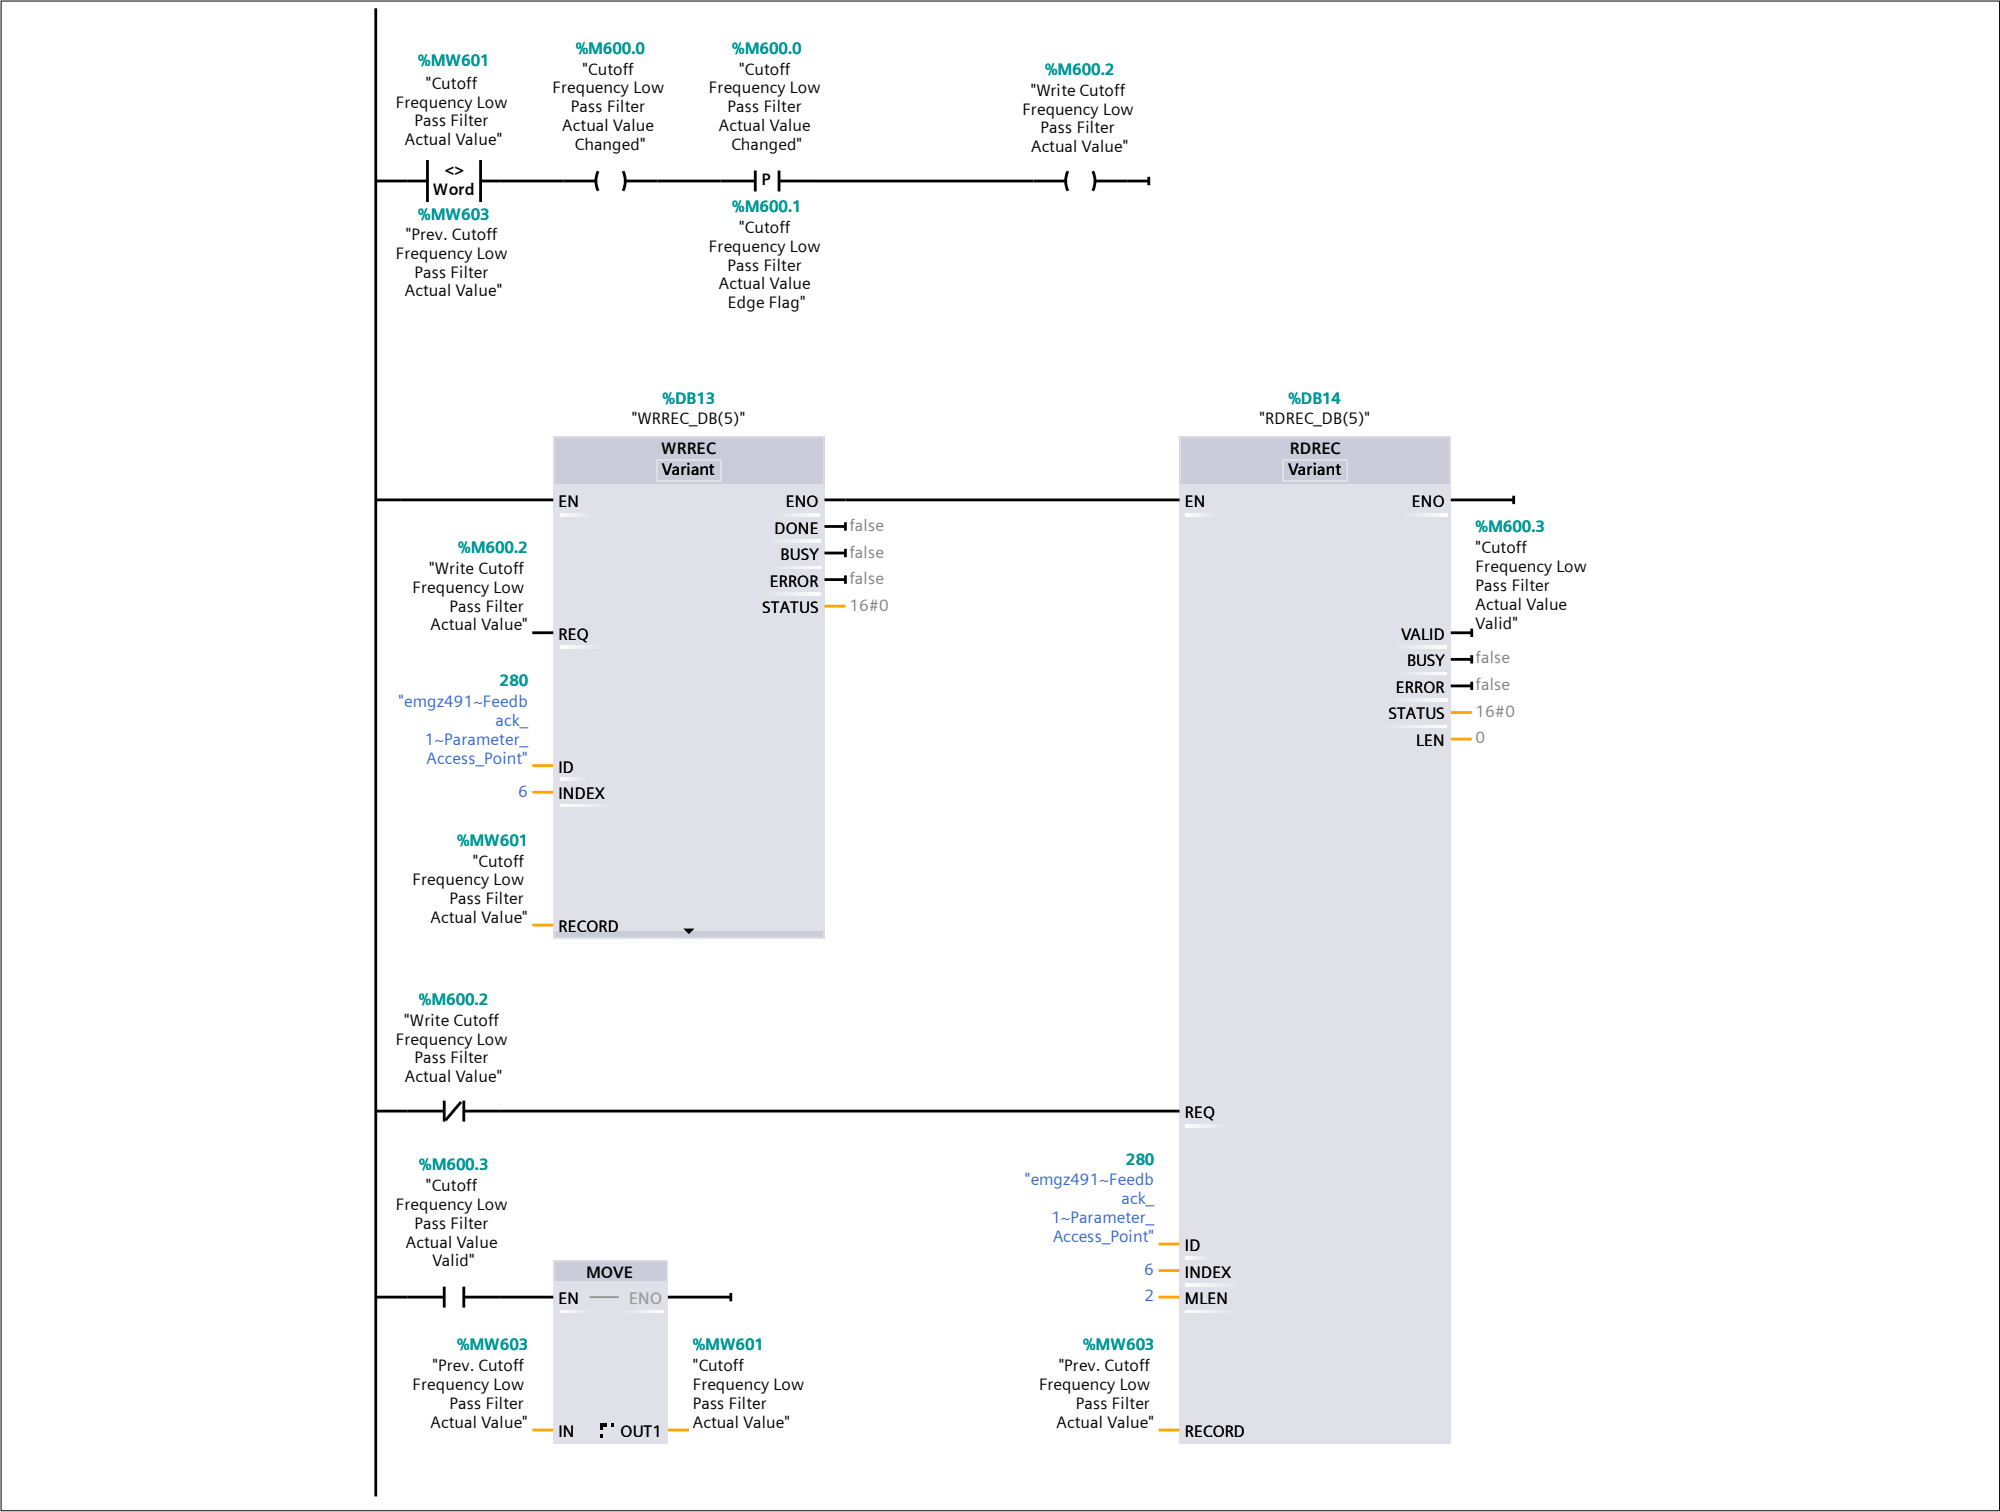 %MW601
"Cutoff
Frequency Low
Pass Filter
Actual Value"
<>
Word
%MW603
"Prev. Cutoff
Frequency Low
Pass Filter
Actual Value"
%M600.0
"Cutoff
Frequency Low
Pass Filter
Actual Value
Changed"
%M600.0
"Cutoff
Frequency Low
Pass Filter
Actual Value
Changed"
P
%M600.1
"Cutoff
Frequency Low
Pass Filter
Actual Value
Edge Flag"
%M600.2
"Write Cutoff
Frequency Low
Pass Filter
Actual Value"
%DB13
"WRREC_DB(5)"
WRREC
Variant
EN
ENO
DONE
false
BUSY
false
ERROR
false
STATUS
16#0
%M600.2
"Write Cutoff
Frequency Low
Pass Filter
Actual Value"
REQ
280
"emgz491~Feedb
ack_
1~Parameter_
Access_Point"
ID
6
INDEX
%MW601
"Cutoff
Frequency Low
Pass Filter
Actual Value"
RECORD
%DB14
"RDREC_DB(5)"
RDREC
Variant
EN
ENO
%M600.3
"Cutoff
Frequency Low
Pass Filter
Actual Value
Valid"
VALID
BUSY
false
ERROR
false
STATUS
16#0
LEN
0
%M600.2
"Write Cutoff
Frequency Low
Pass Filter
Actual Value"
REQ
280
"emgz491~Feedb
ack_
1~Parameter_
Access_Point"
ID
6
INDEX
2
MLEN
%MW603
"Prev. Cutoff
Frequency Low
Pass Filter
Actual Value"
RECORD
%M600.3
"Cutoff
Frequency Low
Pass Filter
Actual Value
Valid"
MOVE
EN
ENO
%MW603
"Prev. Cutoff
Frequency Low
Pass Filter
Actual Value"
IN
OUT1
%MW601
"Cutoff
Frequency Low
Pass Filter
Actual Value"